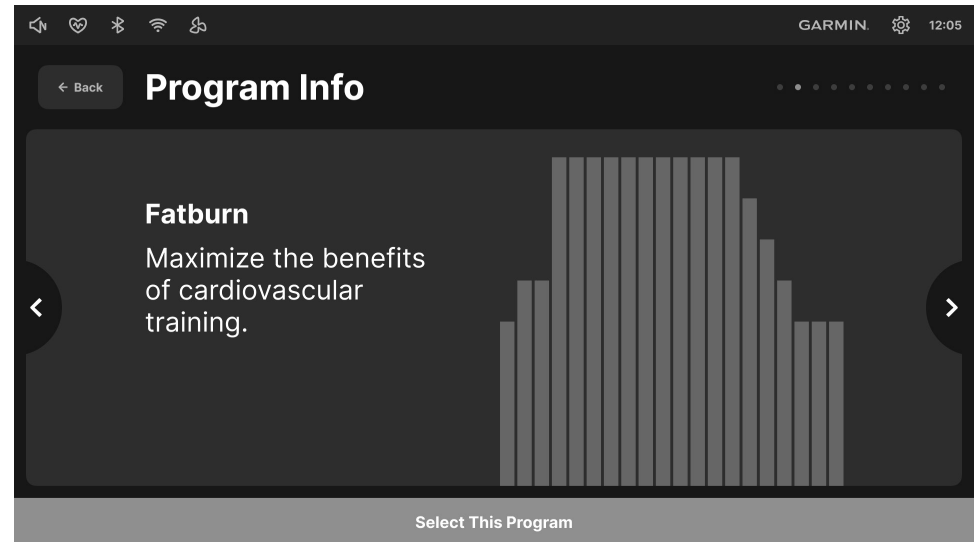 GARMIN.
12:05
← Back
Program Info
Fatburn
Maximize the benefits
of cardiovascular
training.
Select This Program